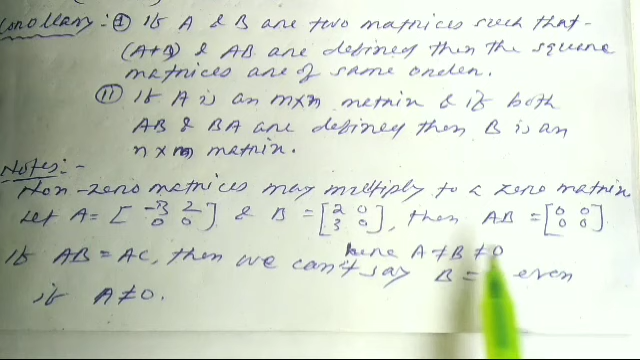 Corollary:- (I) If A & B are two matrices such that-
(A+B) & AB are defined then the square
matrices are of same order.
(II) If A is an mxn matrix & if both
AB & BA are defined then B is an
n x m matrix.
Notes:-
Non-zero matrices may multiply to a zero matrix
Let A = [ -3 2 & B = [ 2 0 , then AB = [ 0 0
0 0 ] 3 0 ] 0 0 ]
here A ≠ B ≠ 0
If AB = AC, then we can't say B = even
if A ≠ 0.